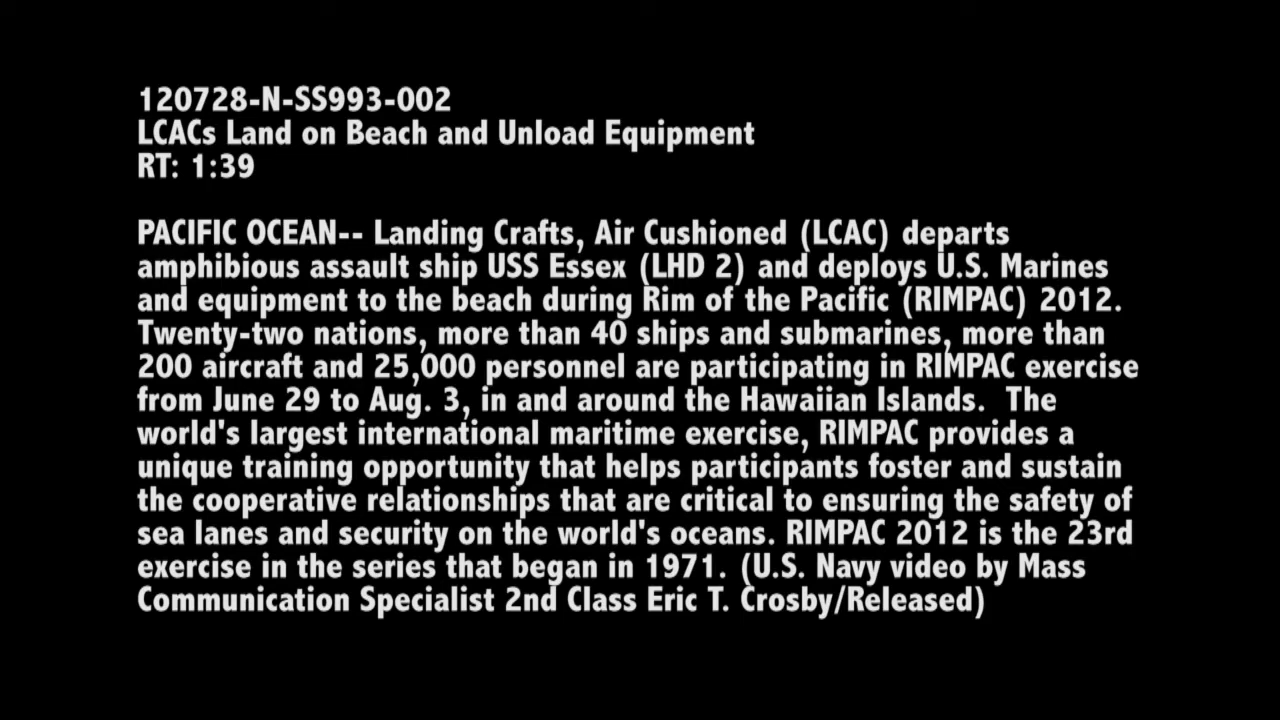 120728-N-SS993-002
LCACs Land on Beach and Unload Equipment
RT: 1:39
PACIFIC OCEAN-- Landing Crafts, Air Cushioned (LCAC) departs
amphibious assault ship USS Essex (LHD 2) and deploys U.S. Marines
and equipment to the beach during Rim of the Pacific (RIMPAC) 2012.
Twenty-two nations, more than 40 ships and submarines, more than
200 aircraft and 25,000 personnel are participating in RIMPAC exercise
from June 29 to Aug. 3, in and around the Hawaiian Islands.  The
world's largest international maritime exercise, RIMPAC provides a
unique training opportunity that helps participants foster and sustain
the cooperative relationships that are critical to ensuring the safety of
sea lanes and security on the world's oceans. RIMPAC 2012 is the 23rd
exercise in the series that began in 1971. (U.S. Navy video by Mass
Communication Specialist 2nd Class Eric T. Crosby/Released)